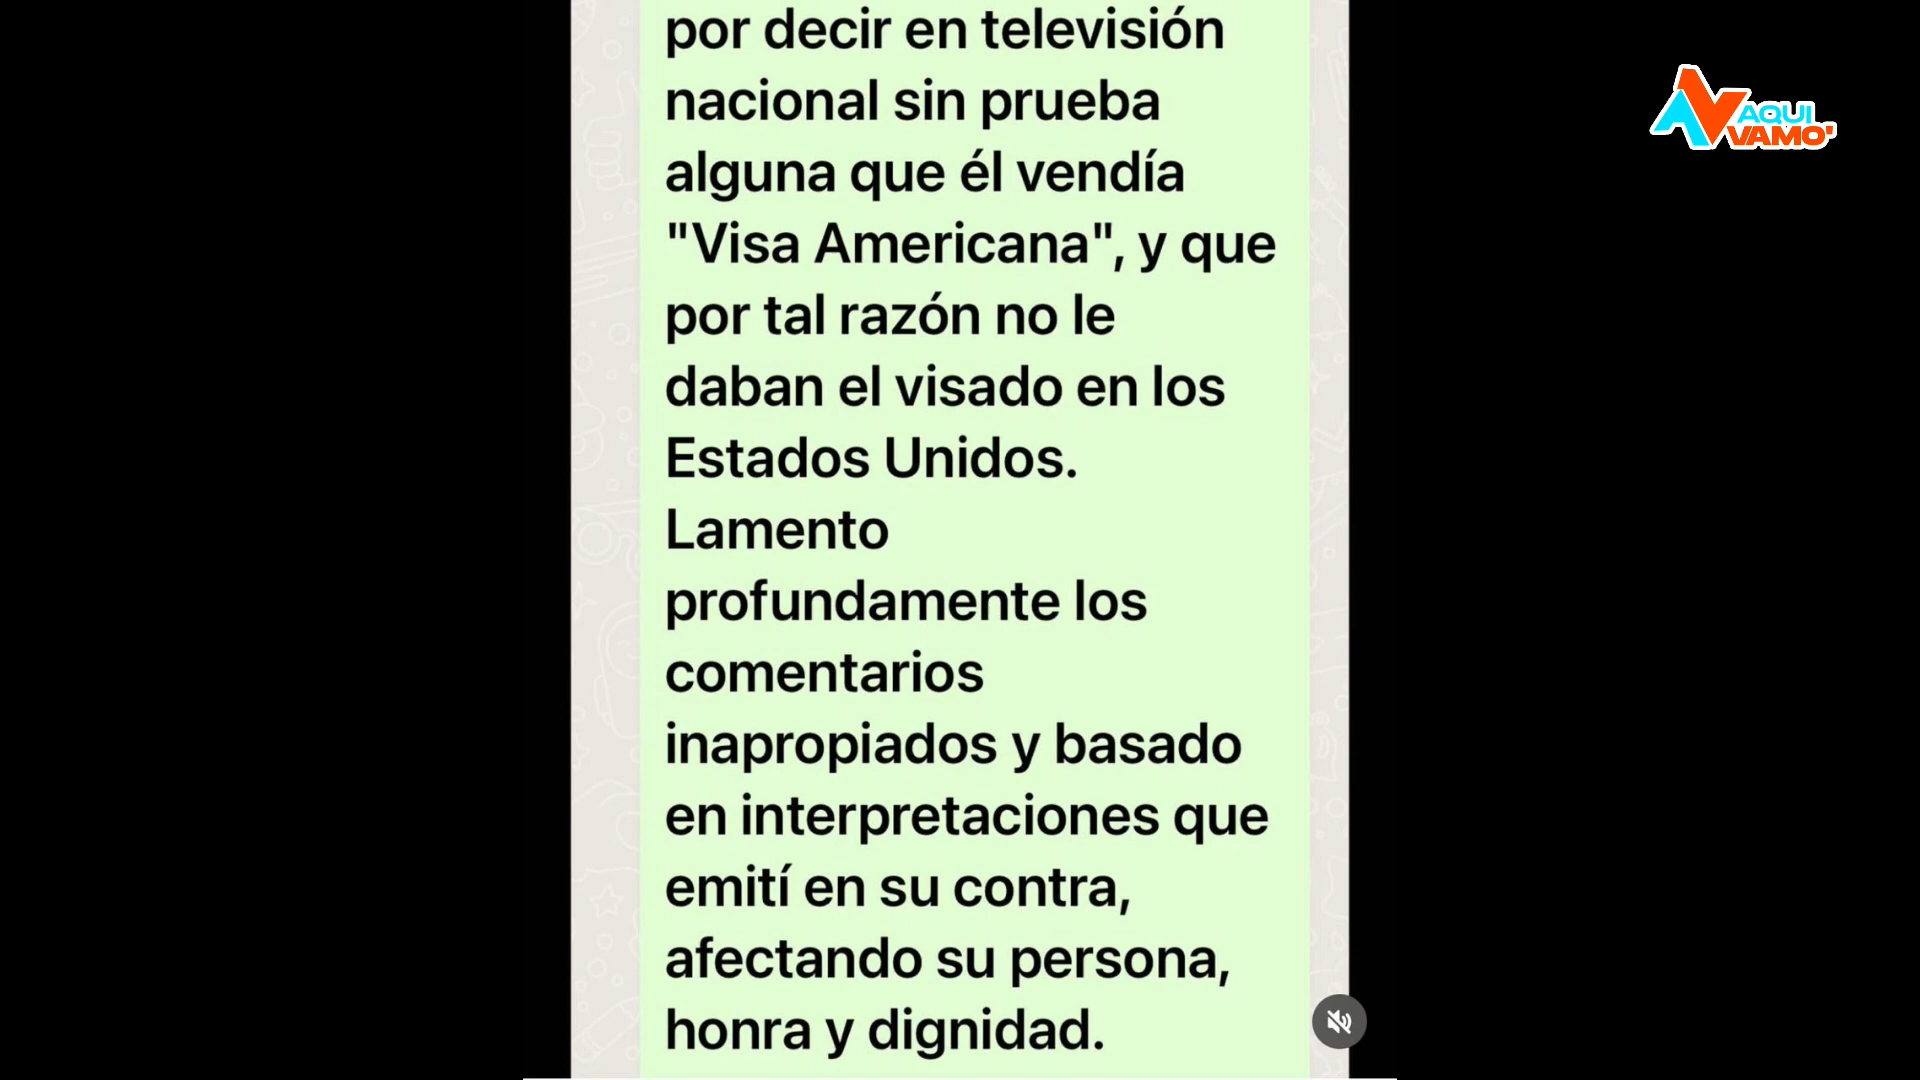 por decir en televisión
nacional sin prueba
alguna que él vendía
"Visa Americana", y que
por tal razón no le
daban el visado en los
Estados Unidos.
Lamento
profundamente los
comentarios
inapropiados y basado
en interpretaciones que
emití en su contra,
afectando su persona,
honra y dignidad.
AV AQUI
VAMO'